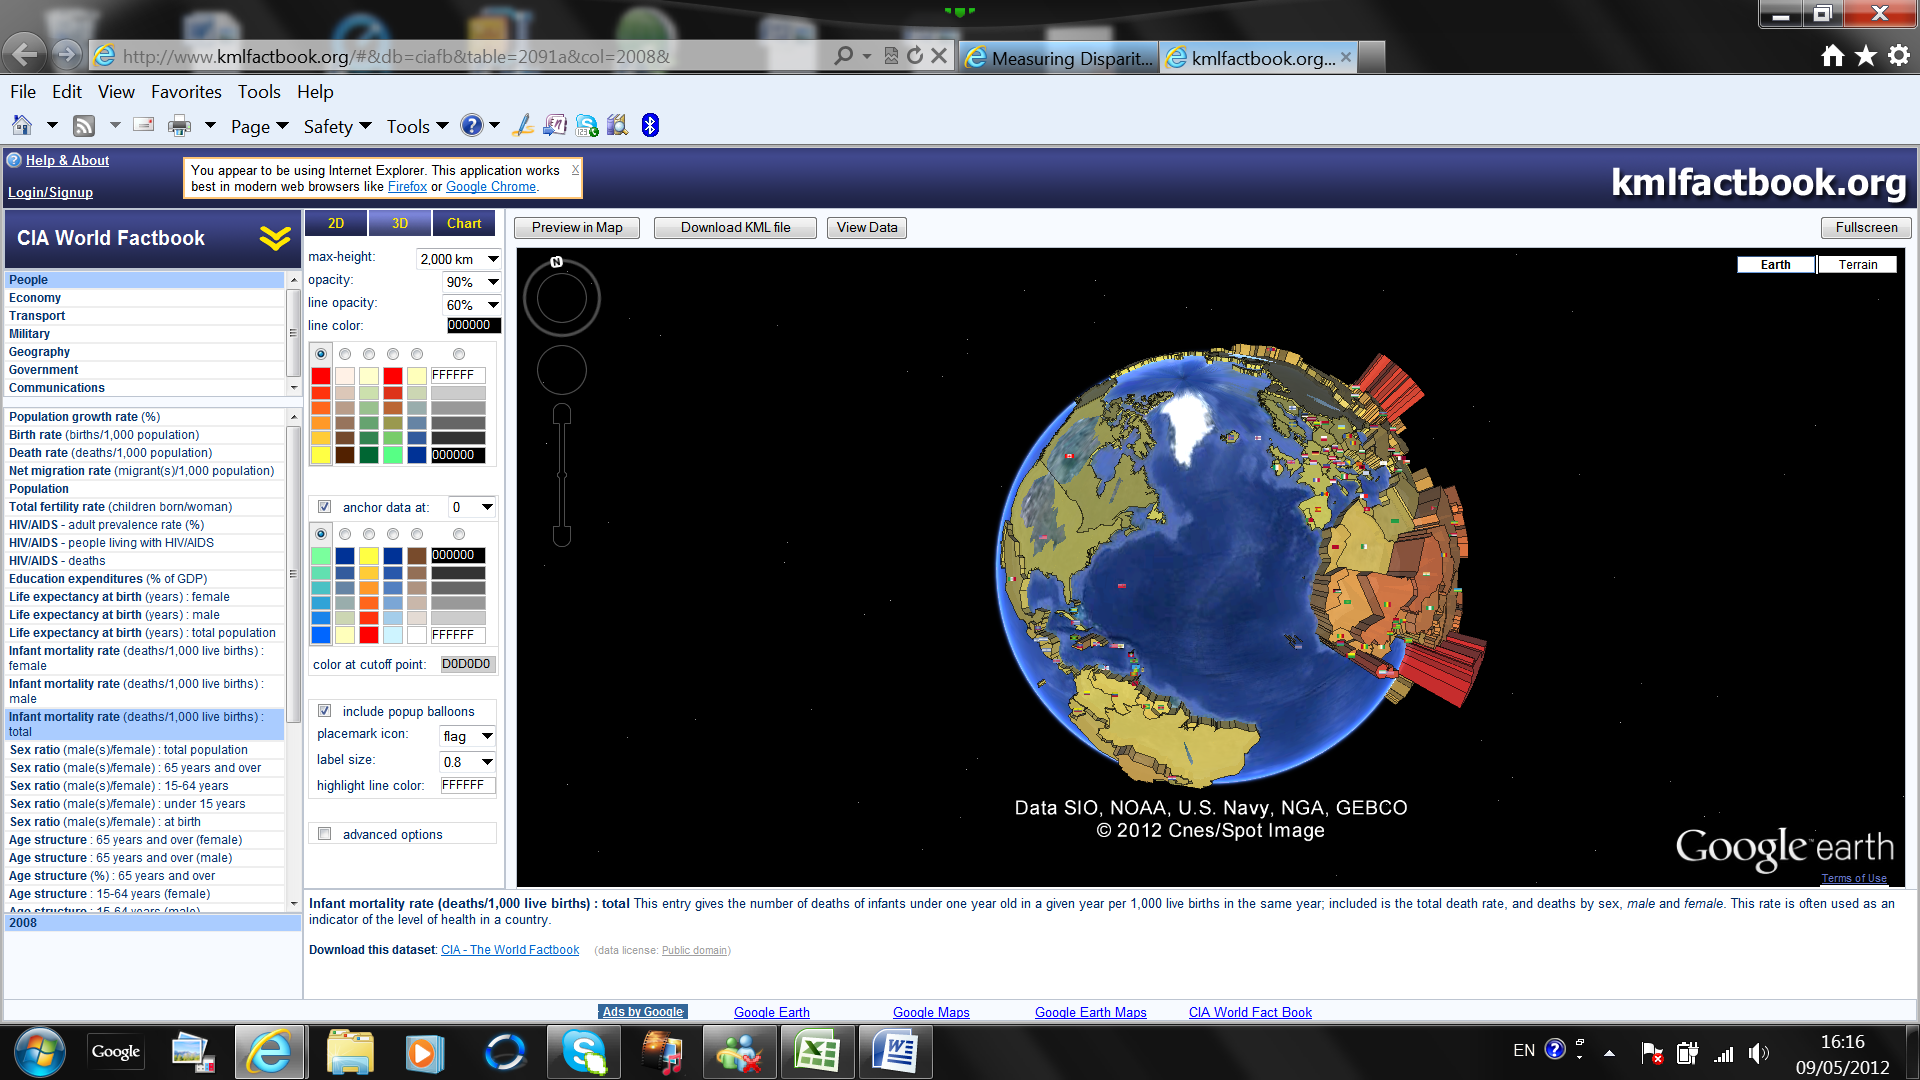 http://www.kmlfactbook.org/#&db=ciafb&table=2091a&col=2008&
Measuring Disparit...
kmlfactbook.org...
File Edit View Favorites Tools Help
Page Safety Tools
Help & About
Login/Signup
You appear to be using Internet Explorer. This application works
best in modern web browsers like Firefox or Google Chrome.
X
kmlfactbook.org
CIA World Factbook
People
Economy
Transport
Military
Geography
Government
Communications
Population growth rate (%)
Birth rate (births/1,000 population)
Death rate (deaths/1,000 population)
Net migration rate (migrant(s)/1,000 population)
Population
Total fertility rate (children born/woman)
HIV/AIDS - adult prevalence rate (%)
HIV/AIDS - people living with HIV/AIDS
HIV/AIDS - deaths
Education expenditures (% of GDP)
Life expectancy at birth (years) : female
Life expectancy at birth (years) : male
Life expectancy at birth (years) : total population
Infant mortality rate (deaths/1,000 live births) :
female
Infant mortality rate (deaths/1,000 live births) :
male
Infant mortality rate (deaths/1,000 live births) :
total
Sex ratio (male(s)/female) : total population
Sex ratio (male(s)/female) : 65 years and over
Sex ratio (male(s)/female) : 15-64 years
Sex ratio (male(s)/female) : under 15 years
Sex ratio (male(s)/female) : at birth
Age structure : 65 years and over (female)
Age structure : 65 years and over (male)
Age structure (%) : 65 years and over
Age structure : 15-64 years (female)
Age structure : 15-64 years (male)
2008
2D 3D Chart
max-height: 2,000 km
opacity: 90%
line opacity: 60%
line color: 000000
FFFFFF
000000
anchor data at: 0
000000
FFFFFF
color at cutoff point: D0D0D0
include popup balloons
placemark icon: flag
label size: 0.8
highlight line color: FFFFFF
advanced options
Preview in Map Download KML file View Data Fullscreen
N
Earth Terrain
Data SIO, NOAA, U.S. Navy, NGA, GEBCO
© 2012 Cnes/Spot Image
Google earth
Terms of Use
Infant mortality rate (deaths/1,000 live births) : total This entry gives the number of deaths of infants under one year old in a given year per 1,000 live births in the same year; included is the total death rate, and deaths by sex, male and female. This rate is often used as an
indicator of the level of health in a country.
Download this dataset: CIA - The World Factbook (data license: Public domain)
Ads by Google Google Earth Google Maps Google Earth Maps CIA World Fact Book
Google
EN
16:16
09/05/2012